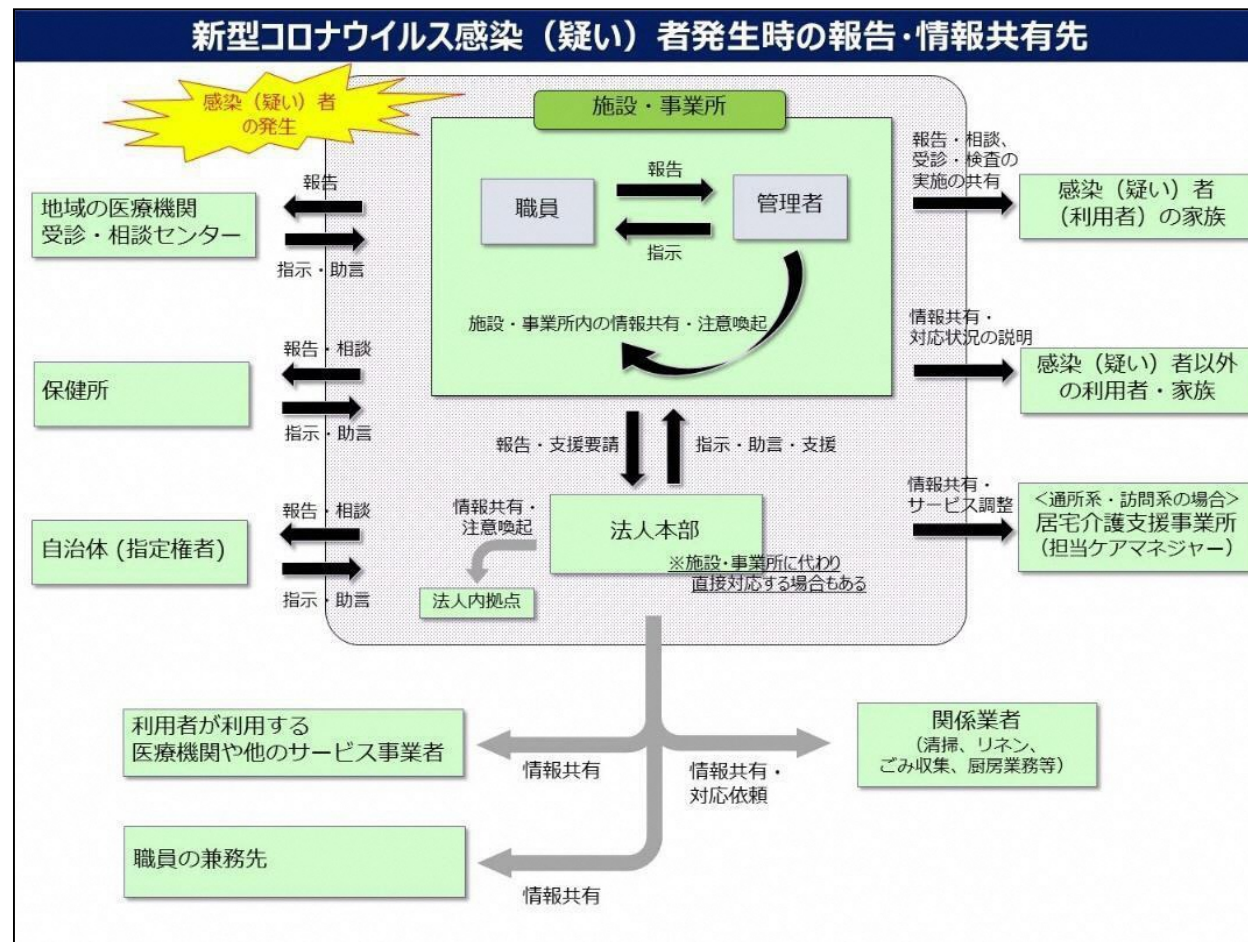 新型コロナウイルス感染（疑い）者発生時の報告・情報共有先
感染（疑い）者
の発生
施設・事業所
職員
報告
指示
管理者
施設・事業所内の情報共有・注意喚起
地域の医療機関
受診・相談センター
報告
指示・助言
保健所
報告・相談
指示・助言
自治体 (指定権者)
報告・相談
指示・助言
報告・相談、
受診・検査の
実施の共有
感染（疑い）者
（利用者）の家族
情報共有・
対応状況の説明
感染（疑い）者以外
の利用者・家族
情報共有・
サービス調整
＜通所系・訪問系の場合＞
居宅介護支援事業所
（担当ケアマネジャー）
報告・支援要請
指示・助言・支援
法人本部
※施設・事業所に代わり
直接対応する場合もある
情報共有・
注意喚起
法人内拠点
利用者が利用する
医療機関や他のサービス事業者
情報共有
情報共有・
対応依頼
関係業者
（清掃、リネン、
ごみ収集、厨房業務等）
職員の兼務先
情報共有